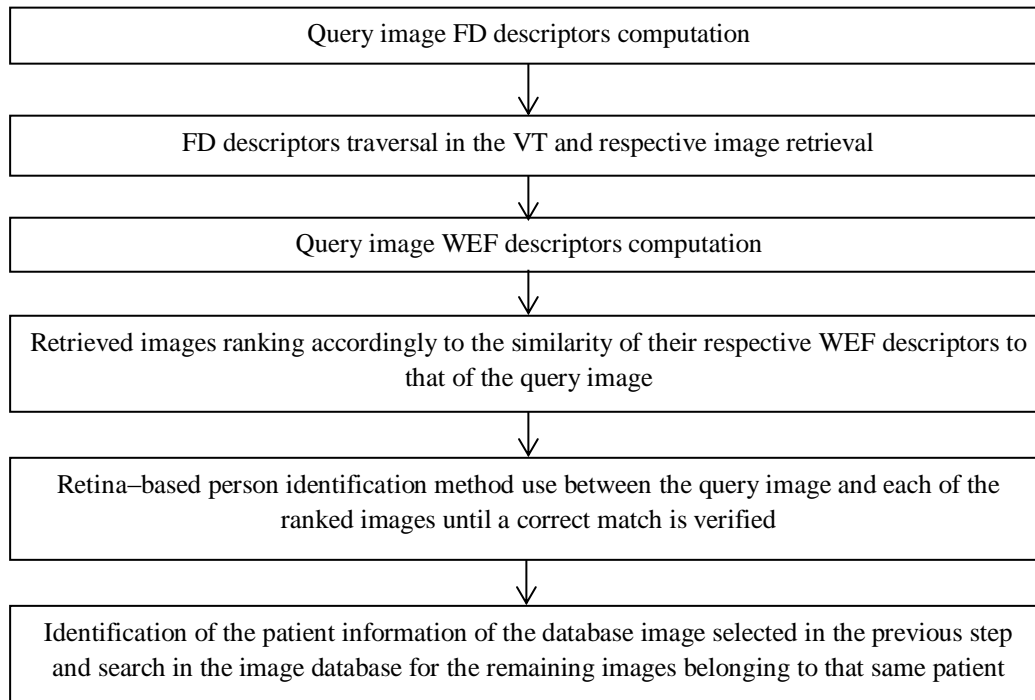 Query image FD descriptors computation
FD descriptors traversal in the VT and respective image retrieval
Query image WEF descriptors computation
Retrieved images ranking accordingly to the similarity of their respective WEF descriptors to
that of the query image
Retina–based person identification method use between the query image and each of the
ranked images until a correct match is verified
Identification of the patient information of the database image selected in the previous step
and search in the image database for the remaining images belonging to that same patient